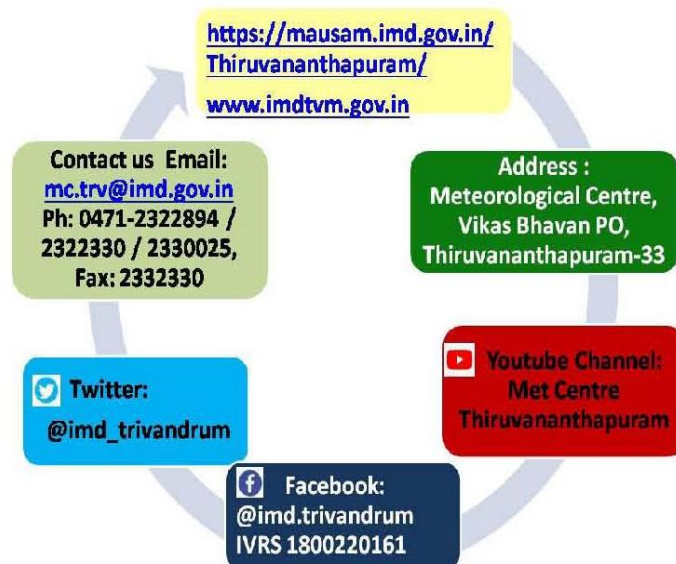 https://mausam.imd.gov.in/
Thiruvananthapuram/
www.imdtvm.gov.in
Address :
Meteorological Centre,
Vikas Bhavan PO,
Thiruvananthapuram-33
Youtube Channel:
Met Centre
Thiruvananthapuram
Facebook:
@imd.trivandrum
IVRS 1800220161
Twitter:
@imd_trivandrum
Contact us Email:
mc.trv@imd.gov.in
Ph: 0471-2322894 /
2322330 / 2330025,
Fax: 2332330